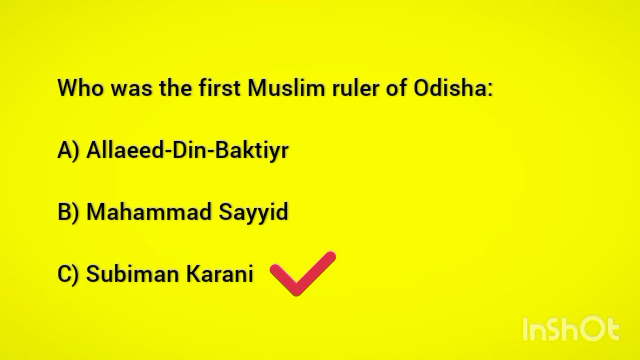 Who was the first Muslim ruler of Odisha:
A) Allaeed-Din-Baktiyr
B) Mahammad Sayyid
C) Subiman Karani
InShOt